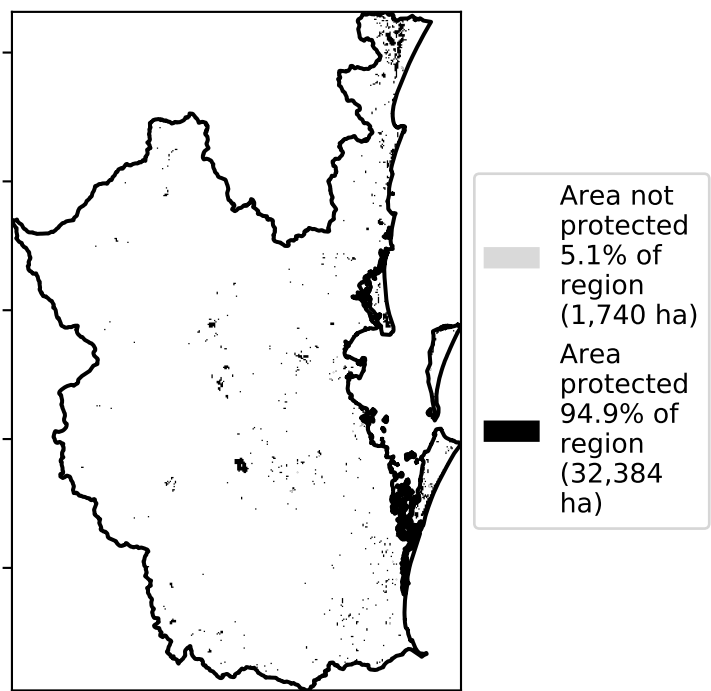 Area not
protected
5.1% of
region
(1,740 ha)
Area
protected
94.9% of
region
(32,384
ha)